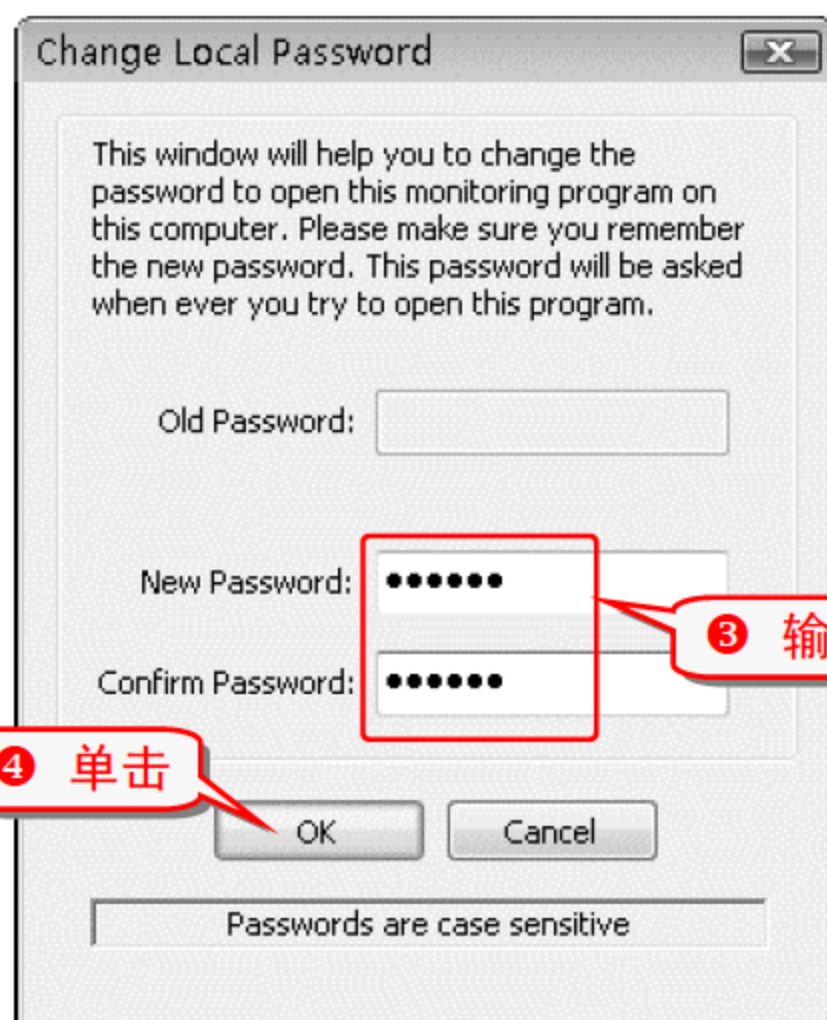 Change Local Password
This window will help you to change the
password to open this monitoring program on
this computer. Please make sure you remember
the new password. This password will be asked
when ever you try to open this program.
Old Password:
New Password: ••••••
❸ 输
Confirm Password: ••••••
❹ 单击
OK Cancel
Passwords are case sensitive